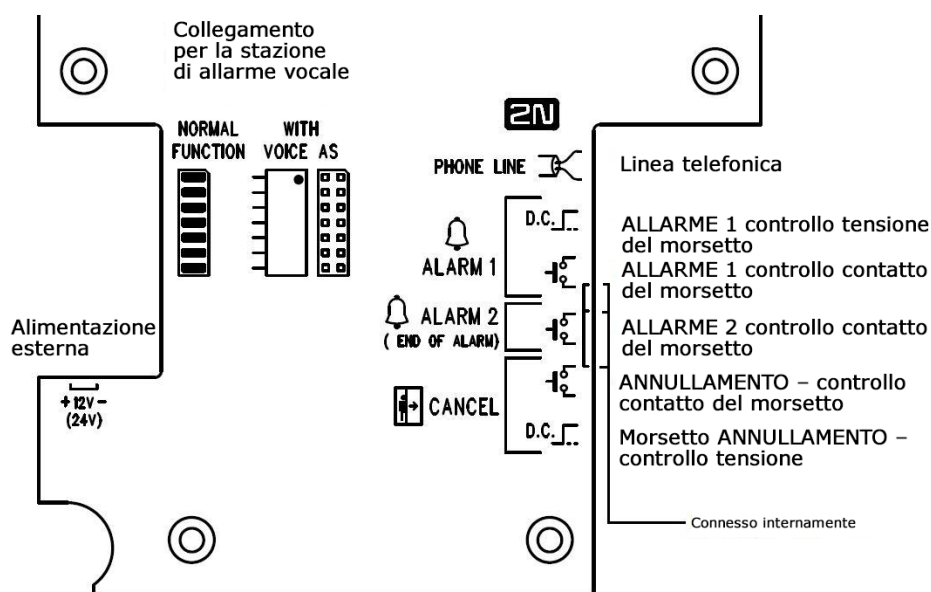 Collegamento
per la stazione
di allarme vocale
2N
NORMAL
FUNCTION
WITH
VOICE AS
PHONE LINE
Linea telefonica
D.C.
ALLARME 1 controllo tensione
del morsetto
ALARM 1
ALLARME 1 controllo contatto
del morsetto
Alimentazione
esterna
ALARM 2
( END OF ALARM)
ALLARME 2 controllo contatto
del morsetto
+ 12V -
(24V)
CANCEL
ANNULLAMENTO – controllo
contatto del morsetto
D.C.
Morsetto ANNULLAMENTO –
controllo tensione
Connesso internamente